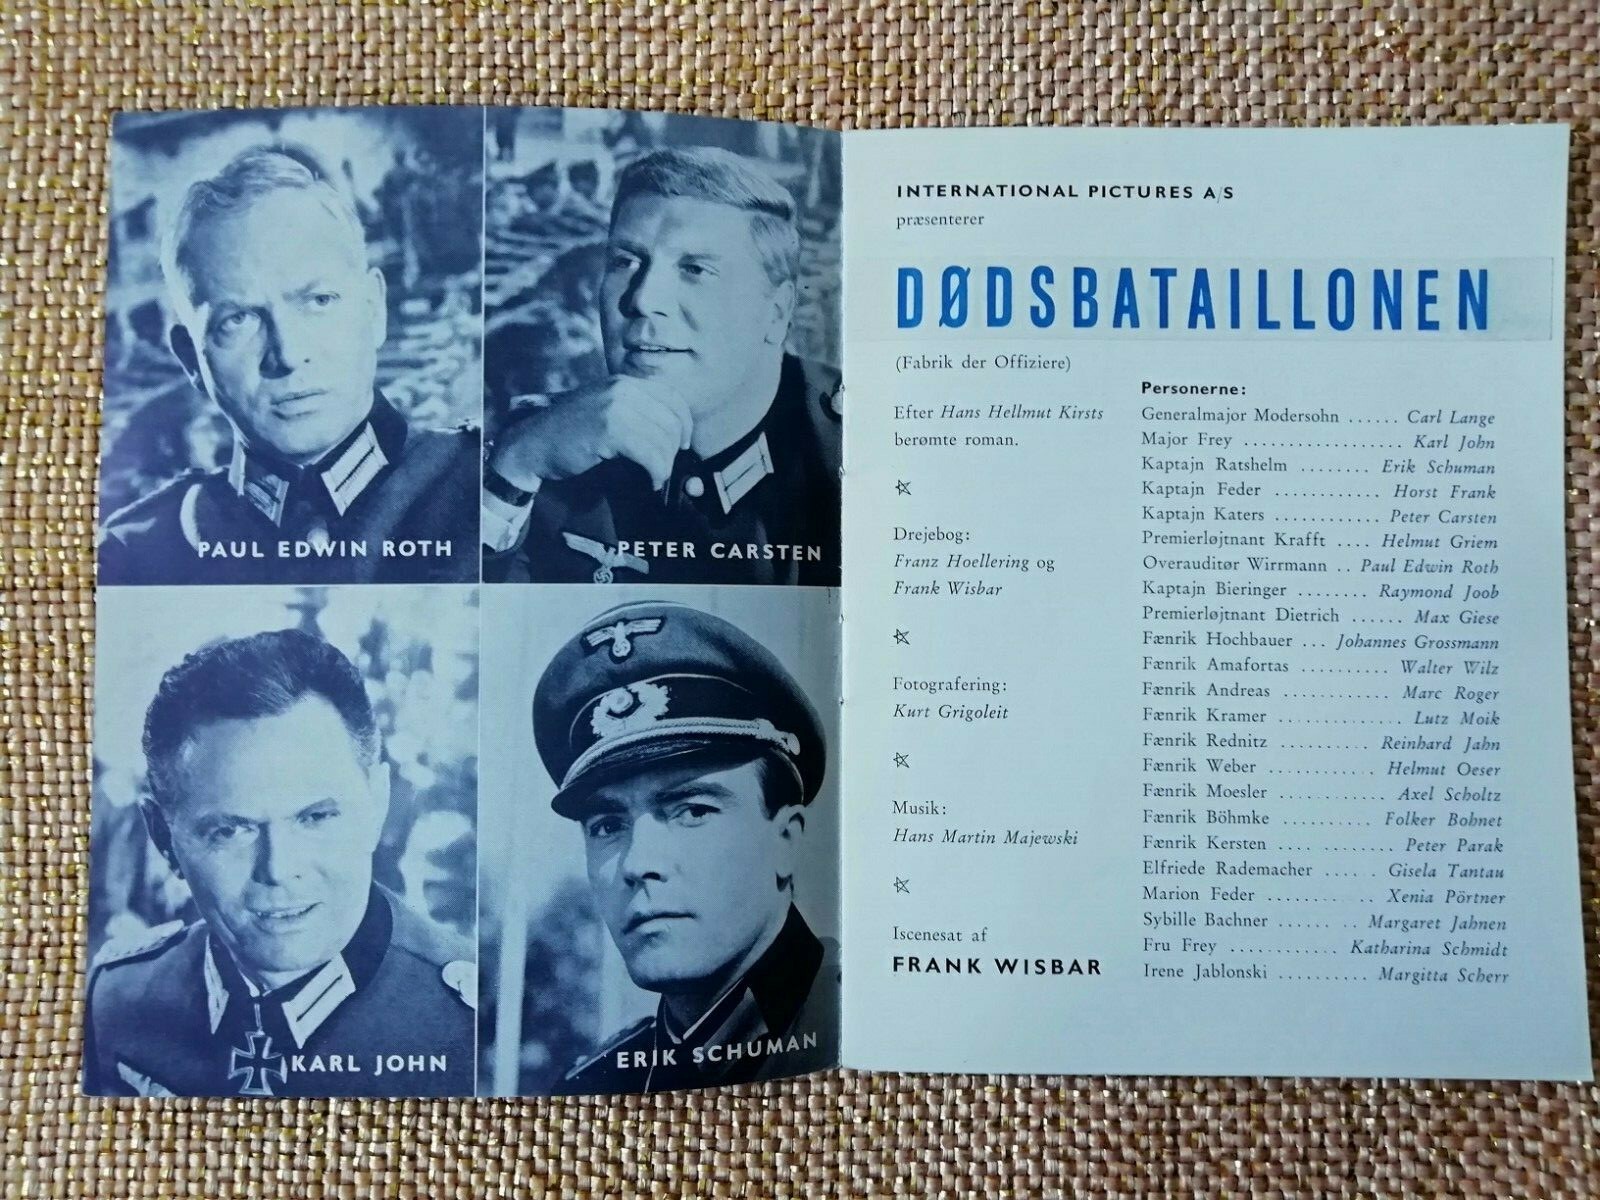 PAUL EDWIN ROTH
PETER CARSTEN
KARL JOHN
ERIK SCHUMAN
INTERNATIONAL PICTURES A/S
præsenterer
DØDSBATAILLONEN
(Fabrik der Offiziere)
Efter Hans Hellmut Kirsts
berømte roman.
Drejebog:
Franz Hoellering og
Frank Wisbar
Fotografering:
Kurt Grigoleit
Musik:
Hans Martin Majewski
Iscenesat af
FRANK WISBAR
Personerne:
Generalmajor Modersohn ...... Carl Lange
Major Frey .................. Karl John
Kaptajn Ratshelm ........ Erik Schuman
Kaptajn Feder ............ Horst Frank
Kaptajn Katers ............ Peter Carsten
Premierløjtnant Krafft .... Helmut Griem
Overauditør Wirrmann .. Paul Edwin Roth
Kaptajn Bieringer ........ Raymond Joob
Premierløjtnant Dietrich ...... Max Giese
Fænrik Hochbauer ... Johannes Grossmann
Fænrik Amafortas .......... Walter Wilz
Fænrik Andreas ............ Marc Roger
Fænrik Kramer .............. Lutz Moik
Fænrik Rednitz .......... Reinhard Jahn
Fænrik Weber ............ Helmut Oeser
Fænrik Moesler ............ Axel Scholtz
Fænrik Böhmke .......... Folker Bohnet
Fænrik Kersten ............ Peter Parak
Elfriede Rademacher ...... Gisela Tantau
Marion Feder ............ Xenia Pörtner
Sybille Bachner ........ Margaret Jahnen
Fru Frey ............ Katharina Schmidt
Irene Jablonski .......... Margitta Scherr